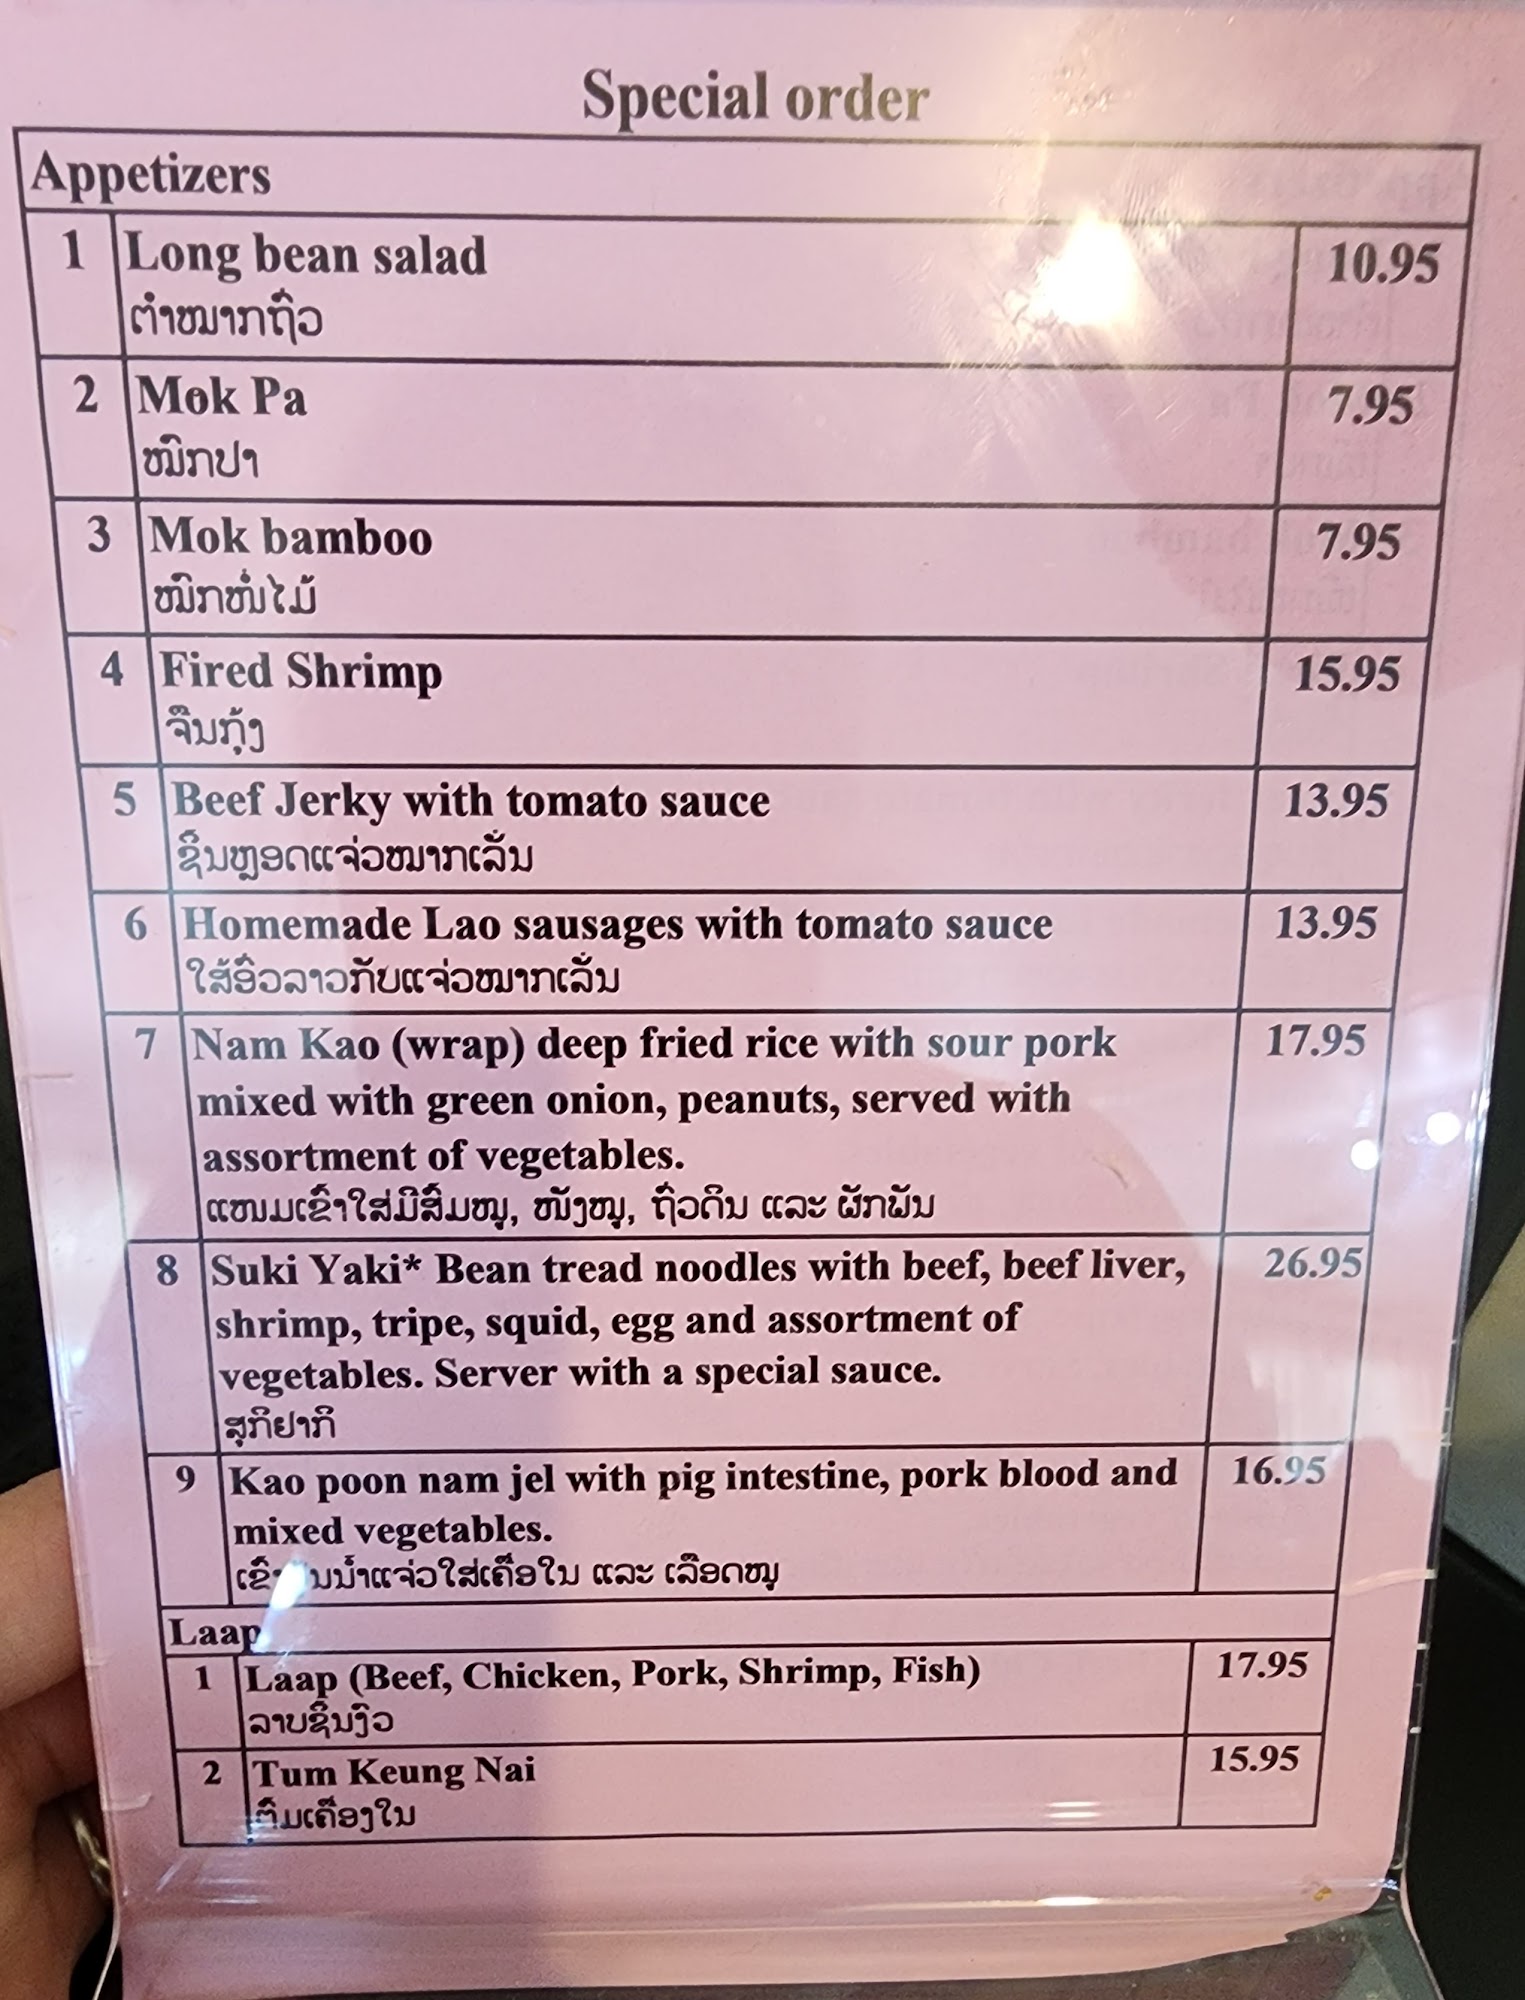 Special order
Appetizers
1 Long bean salad 10.95
ຕຳໝາກຖົ່ວ
2 Mok Pa 7.95
ໝົກປາ
3 Mok bamboo 7.95
ໝົກໜໍ່ໄມ້
4 Fired Shrimp 15.95
ຈືນກຸ້ງ
5 Beef Jerky with tomato sauce 13.95
ຊີ້ນຫຼອດແຈ່ວໝາກເລັ່ນ
6 Homemade Lao sausages with tomato sauce 13.95
ໃສ້ອົ່ວລາວກັບແຈ່ວໝາກເລັ່ນ
7 Nam Kao (wrap) deep fried rice with sour pork 17.95
mixed with green onion, peanuts, served with
assortment of vegetables.
ແໜມເຂົ້າໃສ່ມີສົ້ມໝູ, ໜັງໝູ, ຖົ່ວດິນ ແລະ ຜັກພັນ
8 Suki Yaki* Bean tread noodles with beef, beef liver, 26.95
shrimp, tripe, squid, egg and assortment of
vegetables. Server with a special sauce.
ສຸກິຢາກິ
9 Kao poon nam jel with pig intestine, pork blood and 16.95
mixed vegetables.
ແລະ ເລືອດໝູ
Laap
1 Laap (Beef, Chicken, Pork, Shrimp, Fish) 17.95
ລາບຊີ້ນງົວ
2 Tum Keung Nai 15.95
ຕົ້ມເຄື່ອງໃນ